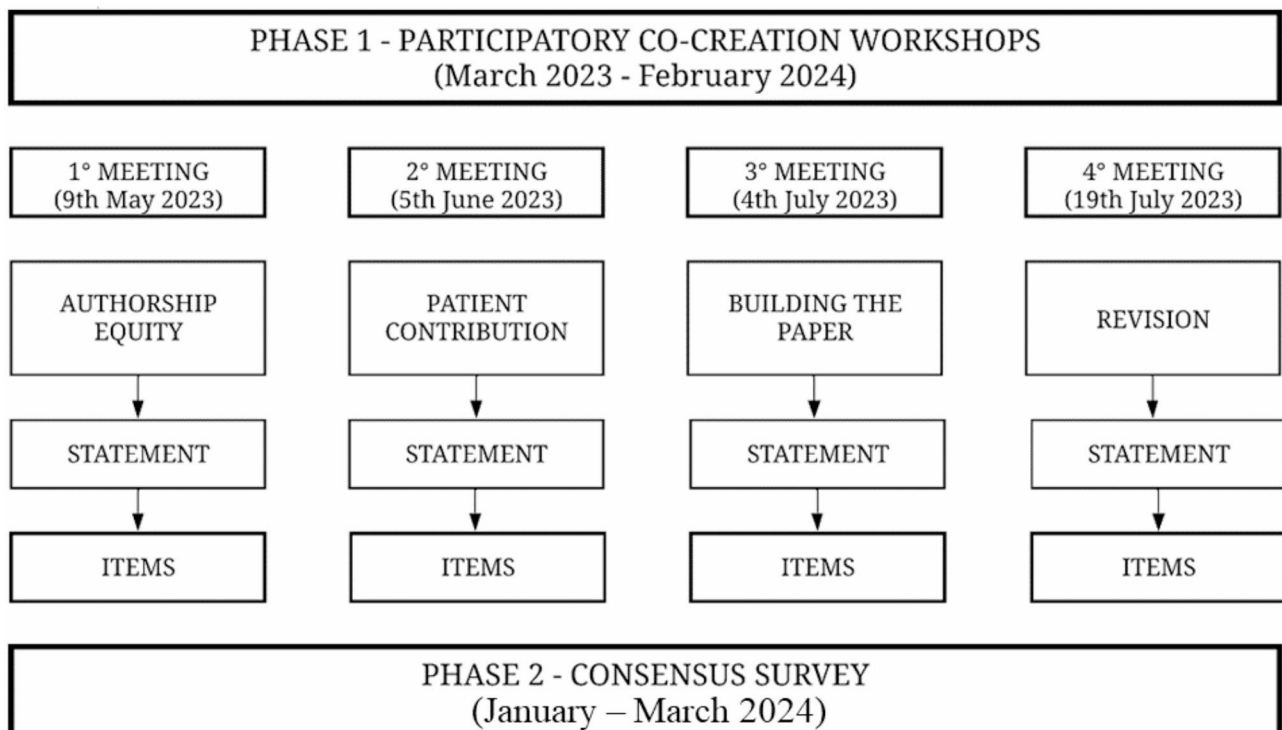 PHASE 1 - PARTICIPATORY CO-CREATION WORKSHOPS
(March 2023 - February 2024)
1° MEETING
(9th May 2023)
2° MEETING
(5th June 2023)
3° MEETING
(4th July 2023)
4° MEETING
(19th July 2023)
AUTHORSHIP
EQUITY
PATIENT
CONTRIBUTION
BUILDING THE
PAPER
REVISION
STATEMENT
STATEMENT
STATEMENT
STATEMENT
ITEMS
ITEMS
ITEMS
ITEMS
PHASE 2 - CONSENSUS SURVEY
(January – March 2024)